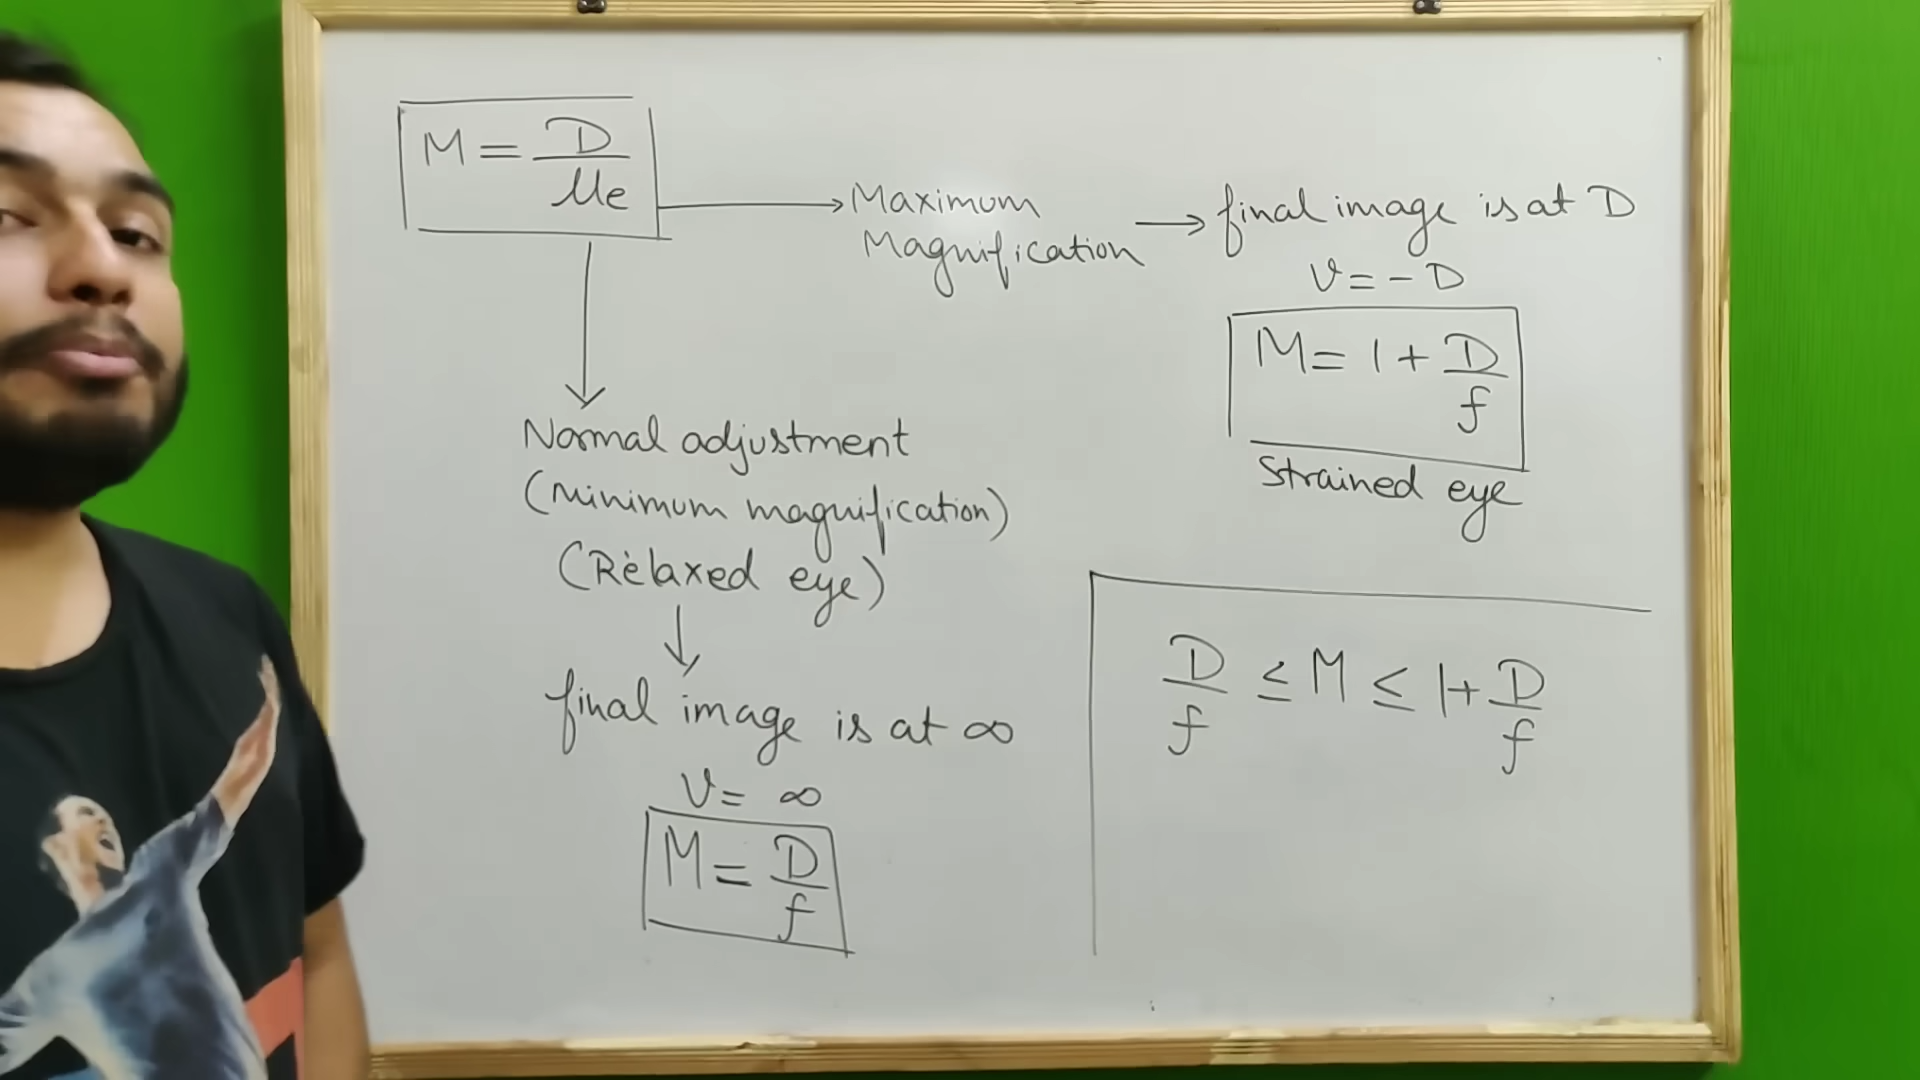 M = D/ue
Maximum
Magnification
→ final image is at D
v = - D
M = 1 + D/f
Strained eye
Normal adjustment
(Minimum magnification)
(Relaxed eye)
final image is at ∞
v = ∞
M = D/f
D/f ≤ M ≤ 1+ D/f